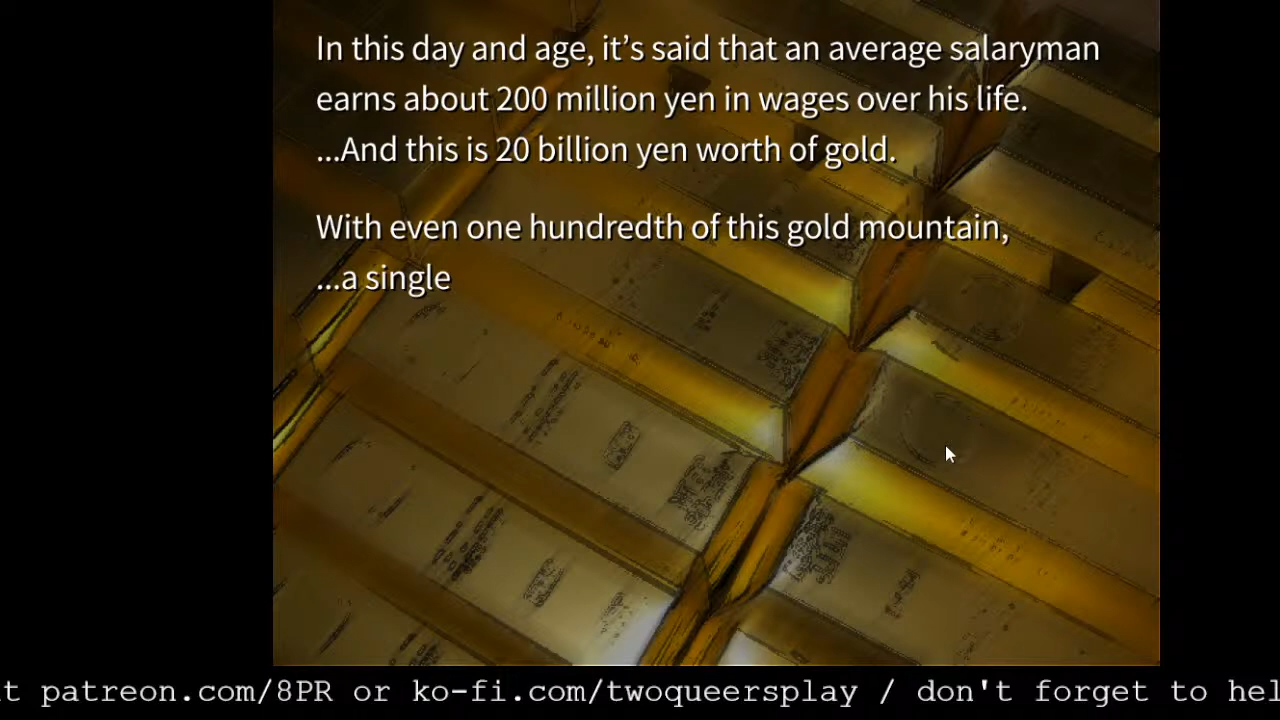 In this day and age, it’s said that an average salaryman
earns about 200 million yen in wages over his life.
...And this is 20 billion yen worth of gold.
With even one hundredth of this gold mountain,
...a single
patreon.com/8PR or ko-fi.com/twoqueersplay / don't forget to